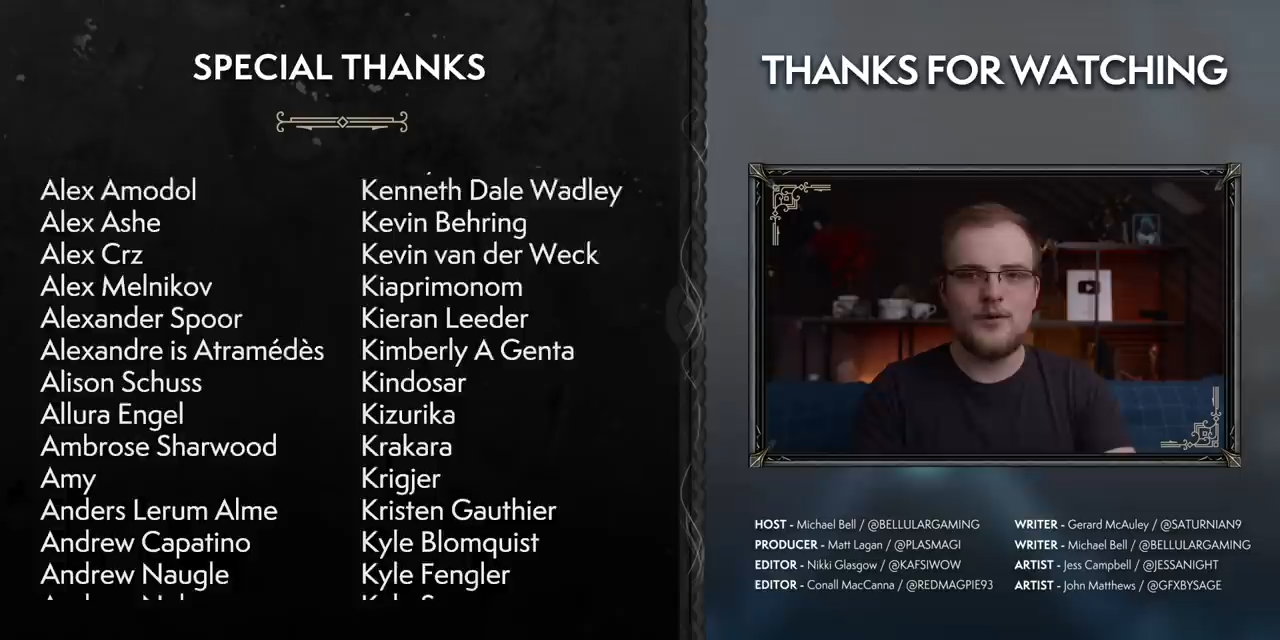 SPECIAL THANKS
Alex Amodol
Alex Ashe
Alex Crz
Alex Melnikov
Alexander Spoor
Alexandre is Atramédès
Alison Schuss
Allura Engel
Ambrose Sharwood
Amy
Anders Lerum Alme
Andrew Capatino
Andrew Naugle
Kenneth Dale Wadley
Kevin Behring
Kevin van der Weck
Kiaprimonom
Kieran Leeder
Kimberly A Genta
Kindosar
Kizurika
Krakara
Krigjer
Kristen Gauthier
Kyle Blomquist
Kyle Fengler
THANKS FOR WATCHING
HOST - Michael Bell / @BELLULARGAMING
PRODUCER - Matt Lagan / @PLASMAGI
EDITOR - Nikki Glasgow / @KAFSIWOW
EDITOR - Conall MacCanna / @REDMAGPIE93
WRITER - Gerard McAuley / @SATURNIAN9
WRITER - Michael Bell / @BELLULARGAMING
ARTIST - Jess Campbell / @JESSANIGHT
ARTIST - John Matthews / @GFXBYSAGE